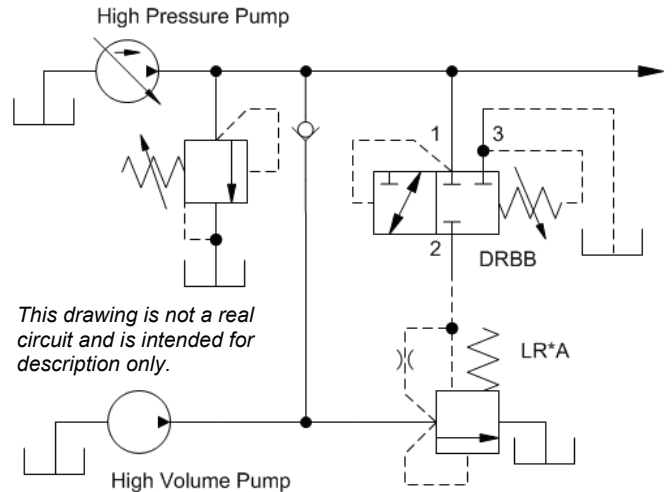 High Pressure Pump
1
3
2
DRBB
This drawing is not a real
circuit and is intended for
description only.
LR*A
High Volume Pump